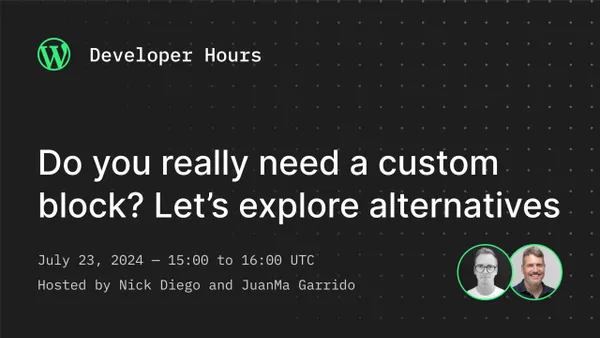 Developer Hours
Do you really need a custom
block? Let’s explore alternatives
July 23, 2024 — 15:00 to 16:00 UTC
Hosted by Nick Diego and JuanMa Garrido